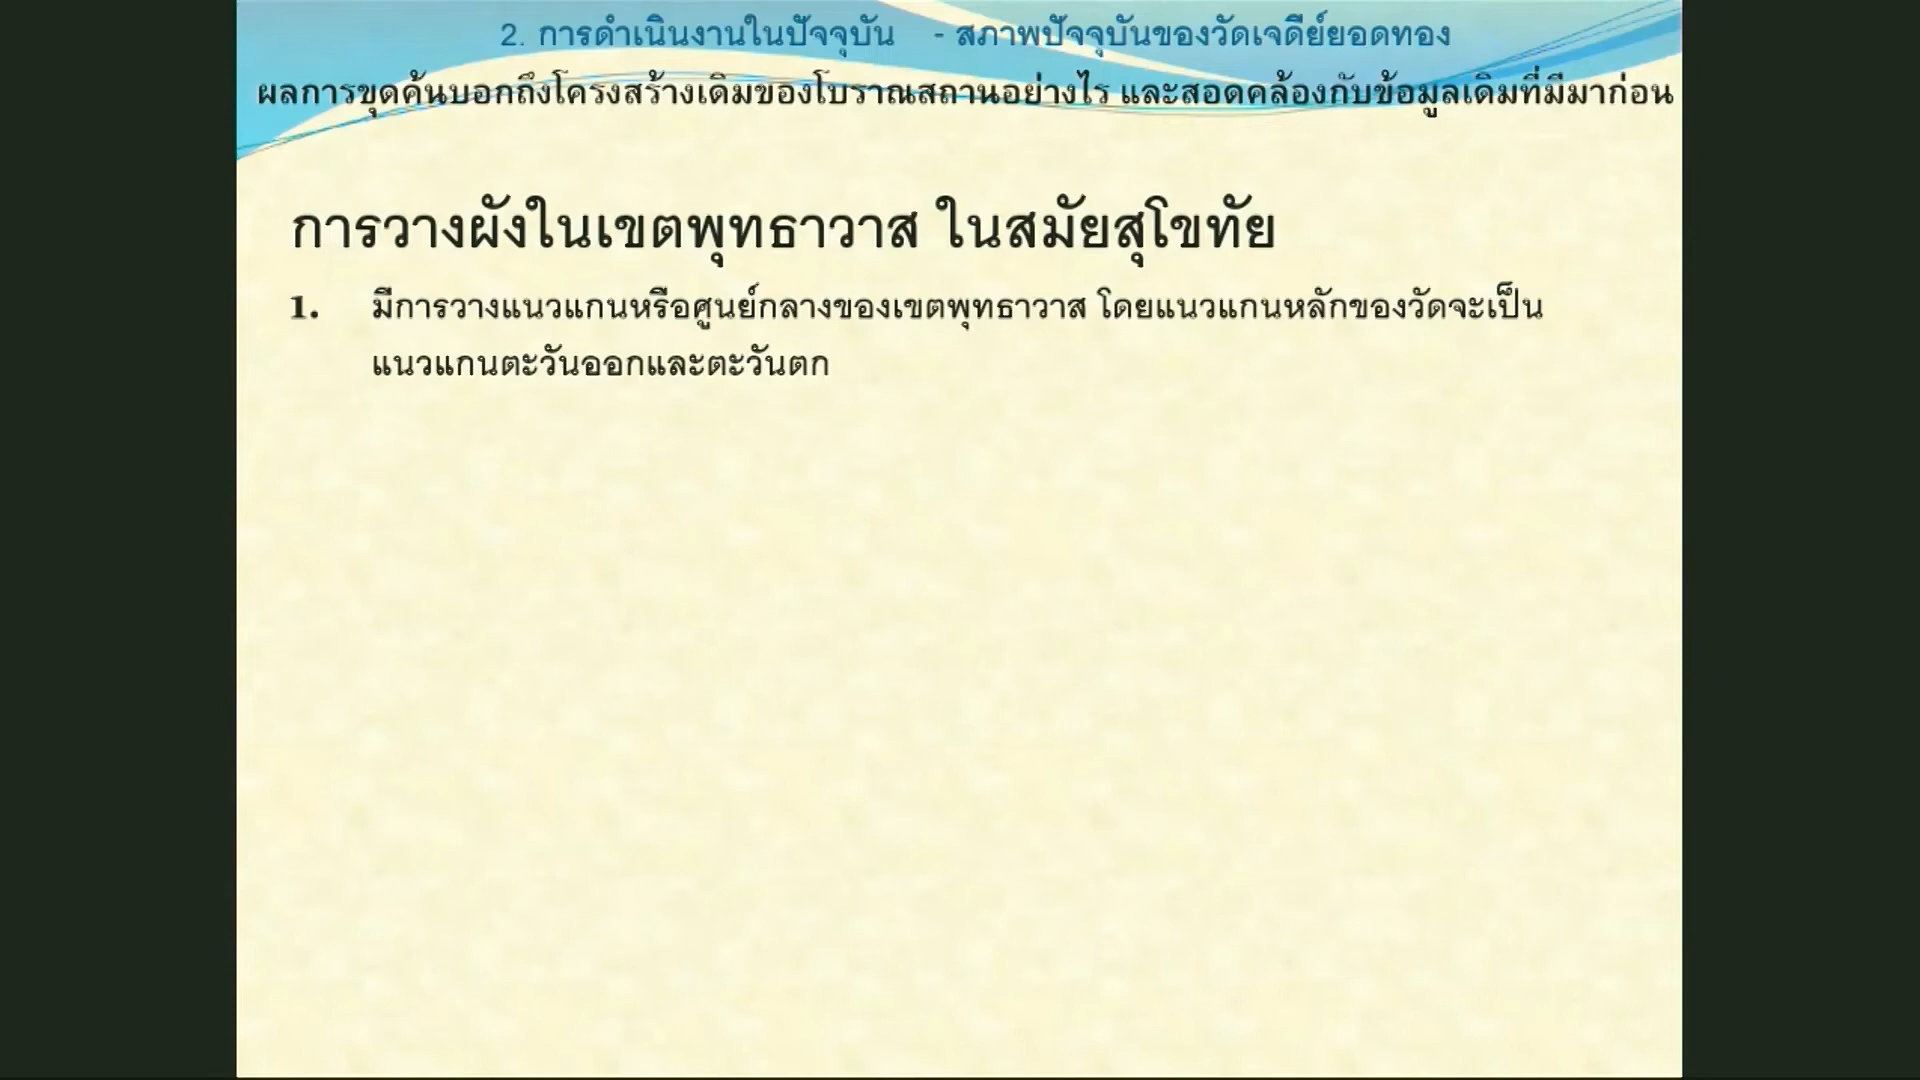 2. การดำเนินงานในปัจจุบัน - สภาพปัจจุบันของวัดเจดีย์ยอดทอง
ผลการขุดค้นบอกถึงโครงสร้างเดิมของโบราณสถานอย่างไร และสอดคล้องกับข้อมูลเดิมที่มีมาก่อน
การวางผังในเขตพุทธาวาส ในสมัยสุโขทัย
1. มีการวางแนวแกนหรือศูนย์กลางของเขตพุทธาวาส โดยแนวแกนหลักของวัดจะเป็น
แนวแกนตะวันออกและตะวันตก